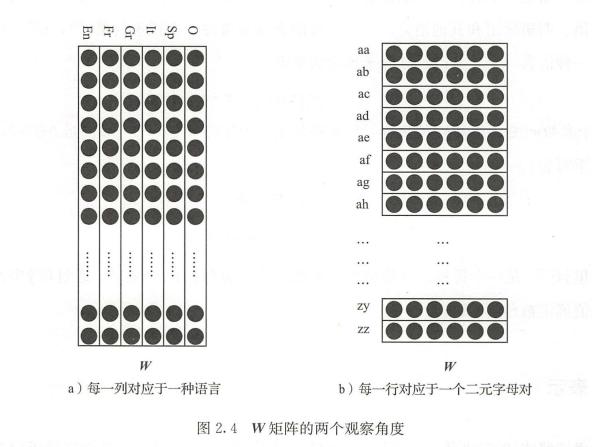 En Fr Gr It Sp O
aa
ab
ac
ad
ae
af
ag
ah
... ...
... ...
... ...
zy
zz
W W
a）每一列对应于一种语言 b）每一行对应于一个二元字母对
图 2.4 W矩阵的两个观察角度